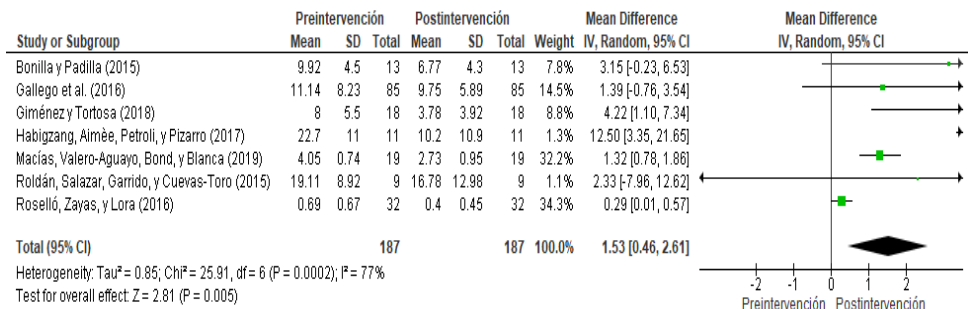 Preintervención Postintervención Mean Difference Mean Difference
Study or Subgroup Mean SD Total Mean SD Total Weight IV, Random, 95% CI IV, Random, 95% CI
Bonilla y Padilla (2015) 9.92 4.5 13 6.77 4.3 13 7.8% 3.15 [-0.23, 6.53]
Gallego et al. (2016) 11.14 8.23 85 9.75 5.89 85 14.5% 1.39 [-0.76, 3.54]
Giménez y Tortosa (2018) 8 5.5 18 3.78 3.92 18 8.8% 4.22 [1.10, 7.34]
Habigzang, Aimèe, Petroli, y Pizarro (2017) 22.7 11 11 10.2 10.9 11 1.3% 12.50 [3.35, 21.65]
Macías, Valero-Aguayo, Bond, y Blanca (2019) 4.05 0.74 19 2.73 0.95 19 32.2% 1.32 [0.78, 1.86]
Roldán, Salazar, Garrido, y Cuevas-Toro (2015) 19.11 8.92 9 16.78 12.98 9 1.1% 2.33 [-7.96, 12.62]
Roselló, Zayas, y Lora (2016) 0.69 0.67 32 0.4 0.45 32 34.3% 0.29 [0.01, 0.57]
Total (95% CI) 187 187 100.0% 1.53 [0.46, 2.61]
Heterogeneity: Tau² = 0.85; Chi² = 25.91, df = 6 (P = 0.0002); I² = 77%
Test for overall effect: Z = 2.81 (P = 0.005)
-2 -1 0 1 2
Preintervención Postintervención